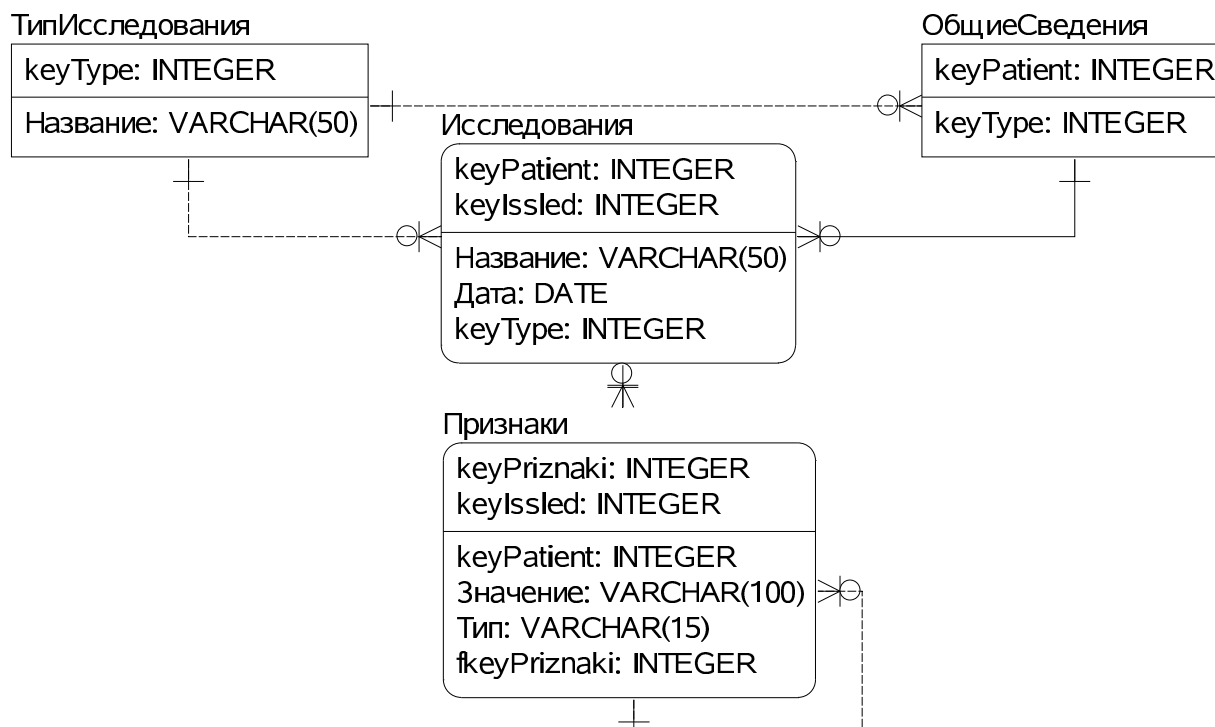 ТипИсследования
keyType: INTEGER
Название: VARCHAR(50)
ОбщиеСведения
keyPatient: INTEGER
keyType: INTEGER
Исследования
keyPatient: INTEGER
keyIssled: INTEGER
Название: VARCHAR(50)
Дата: DATE
keyType: INTEGER
Признаки
keyPriznaki: INTEGER
keyIssled: INTEGER
keyPatient: INTEGER
Значение: VARCHAR(100)
Тип: VARCHAR(15)
fkeyPriznaki: INTEGER